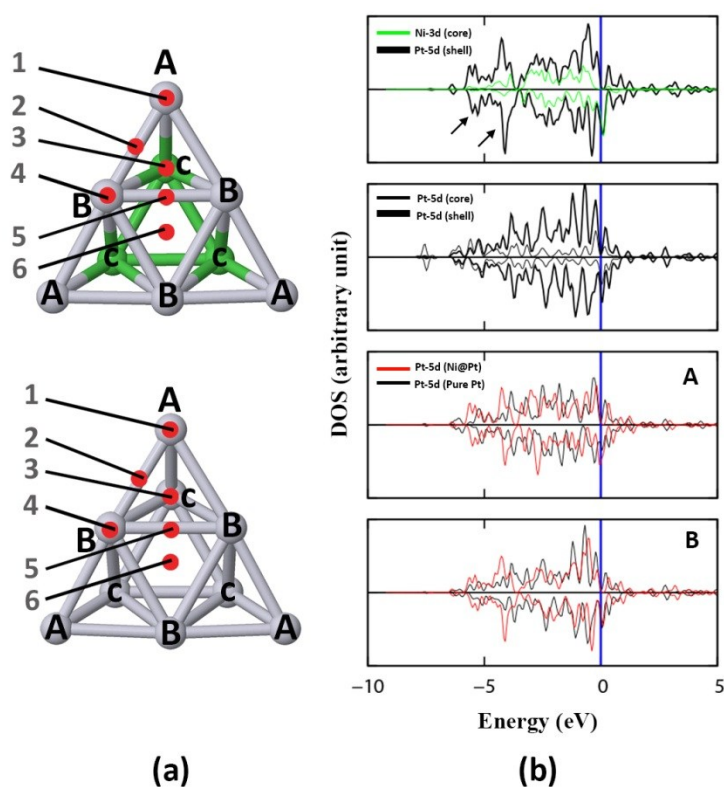 A
1
2
3
4
5
6
c
B
B
c
c
A
B
A
A
1
2
3
4
5
6
c
B
B
c
c
A
B
A
(a)
DOS (arbitrary unit)
Ni-3d (core)
Pt-5d (shell)
Pt-5d (core)
Pt-5d (shell)
Pt-5d (Ni@Pt)
Pt-5d (Pure Pt)
A
B
−10 −5 0 5
Energy (eV)
(b)